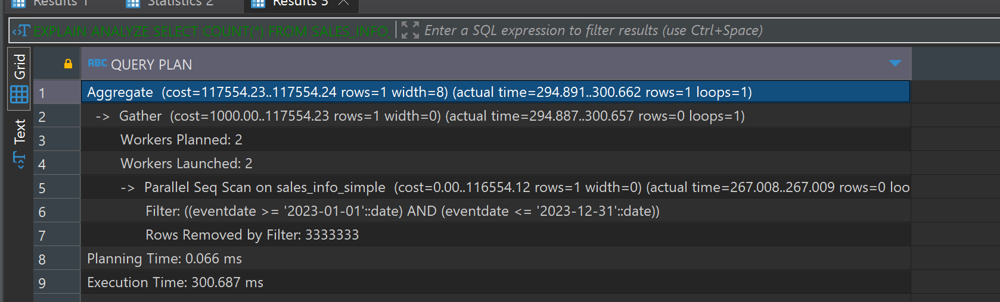 Results 1 Statistics 2 Results 3
EXPLAIN ANALYZE SELECT COUNT(*) FROM SALES_INFO_ Enter a SQL expression to filter results (use Ctrl+Space)
Grid
Text
ABC QUERY PLAN
1 Aggregate (cost=117554.23..117554.24 rows=1 width=8) (actual time=294.891..300.662 rows=1 loops=1)
2 -> Gather (cost=1000.00..117554.23 rows=1 width=0) (actual time=294.887..300.657 rows=0 loops=1)
3 Workers Planned: 2
4 Workers Launched: 2
5 -> Parallel Seq Scan on sales_info_simple (cost=0.00..116554.12 rows=1 width=0) (actual time=267.008..267.009 rows=0 loo
6 Filter: ((eventdate >= '2023-01-01'::date) AND (eventdate <= '2023-12-31'::date))
7 Rows Removed by Filter: 3333333
8 Planning Time: 0.066 ms
9 Execution Time: 300.687 ms